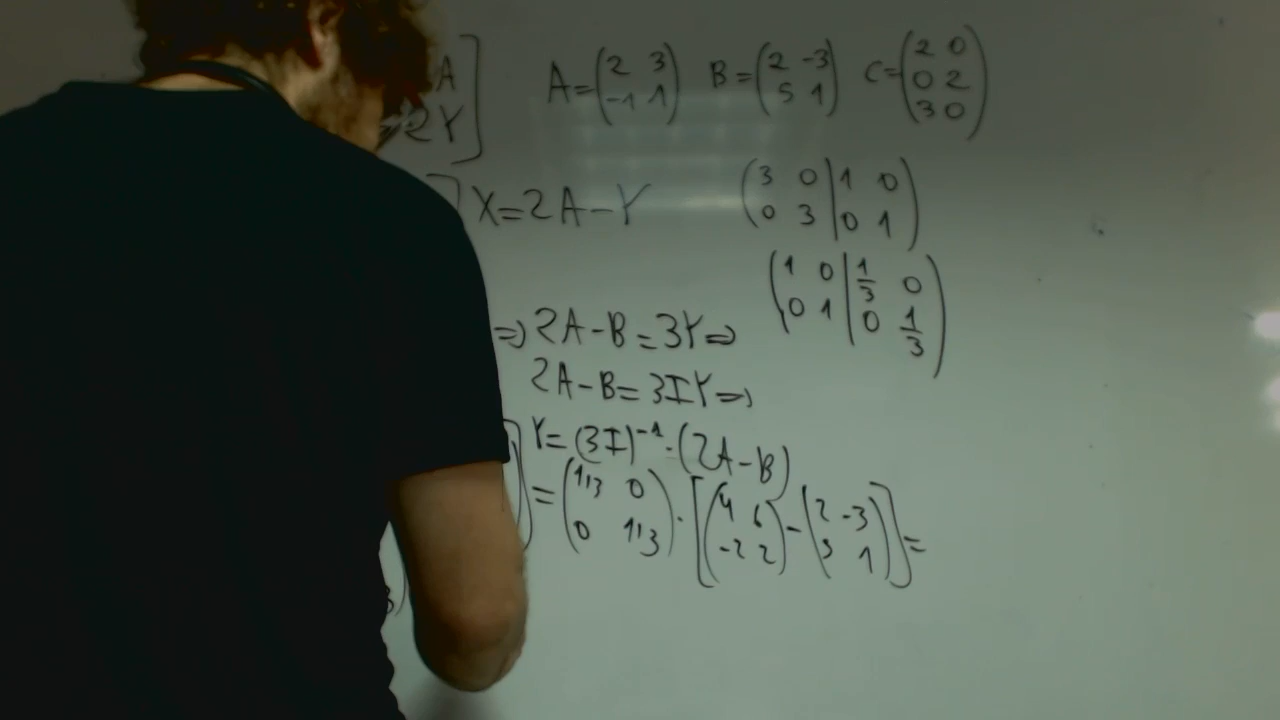 A ]
2Y ]
A = ( 2 3 ; -1 1 ) B = ( 2 -3 ; 5 1 ) C = ( 2 0 ; 0 2 ; 3 0 )
] X = 2A - Y
( 3 0 | 1 0 ; 0 3 | 0 1 )
( 1 0 | 1/3 0 ; 0 1 | 0 1/3 )
⇒ 2A - B = 3Y ⇒
2A - B = 3IY ⇒
Y = (3I)⁻¹ · (2A - B)
= ( 1/3 0 ; 0 1/3 ) · [ ( 4 6 ; -2 2 ) - ( 2 -3 ; 5 1 ) ] =